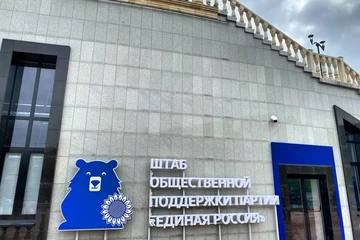 ШТАБ
ОБЩЕСТВЕННОЙ
ПОДДЕРЖКИ ПАРТИИ
«ЕДИНАЯ РОССИЯ»